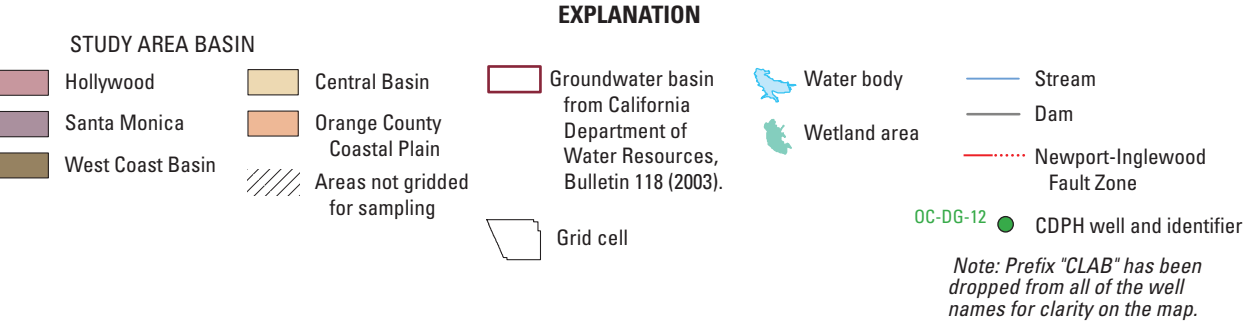 EXPLANATION
STUDY AREA BASIN
Hollywood
Santa Monica
West Coast Basin
Central Basin
Orange County
Coastal Plain
Areas not gridded
for sampling
Groundwater basin
from California
Department of
Water Resources,
Bulletin 118 (2003).
Grid cell
Water body
Wetland area
Stream
Dam
Newport-Inglewood
Fault Zone
OC-DG-12
CDPH well and identifier
Note: Prefix "CLAB" has been
dropped from all of the well
names for clarity on the map.